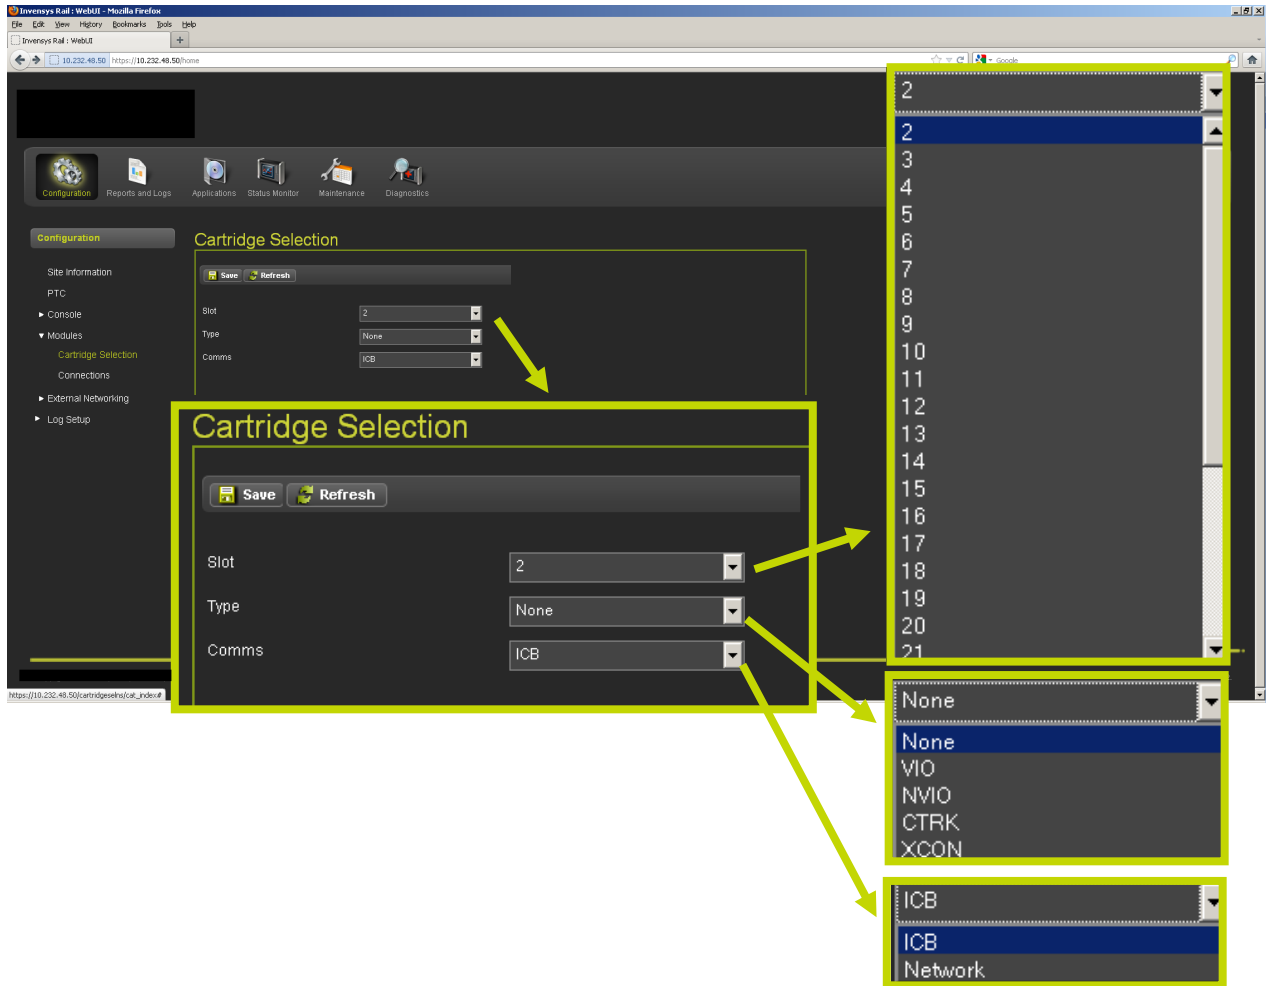 Invensys Rail : WebUI - Mozilla Firefox
File Edit View History Bookmarks Tools Help
Invensys Rail : WebUI +
10.232.48.50 https://10.232.48.50/home
Google
Configuration Reports and Logs Applications Status Monitor Maintenance Diagnostics
Configuration
Site Information
PTC
Console
Modules
Cartridge Selection
Connections
External Networking
Log Setup
Cartridge Selection
Save Refresh
Slot 2
Type None
Comms ICB
Cartridge Selection
Save Refresh
Slot 2
Type None
Comms ICB
https://10.232.48.50/cartridgeselns/cat_index#
2
2
3
4
5
6
7
8
9
10
11
12
13
14
15
16
17
18
19
20
21
None
None
VIO
NVIO
CTRK
XCON
ICB
ICB
Network